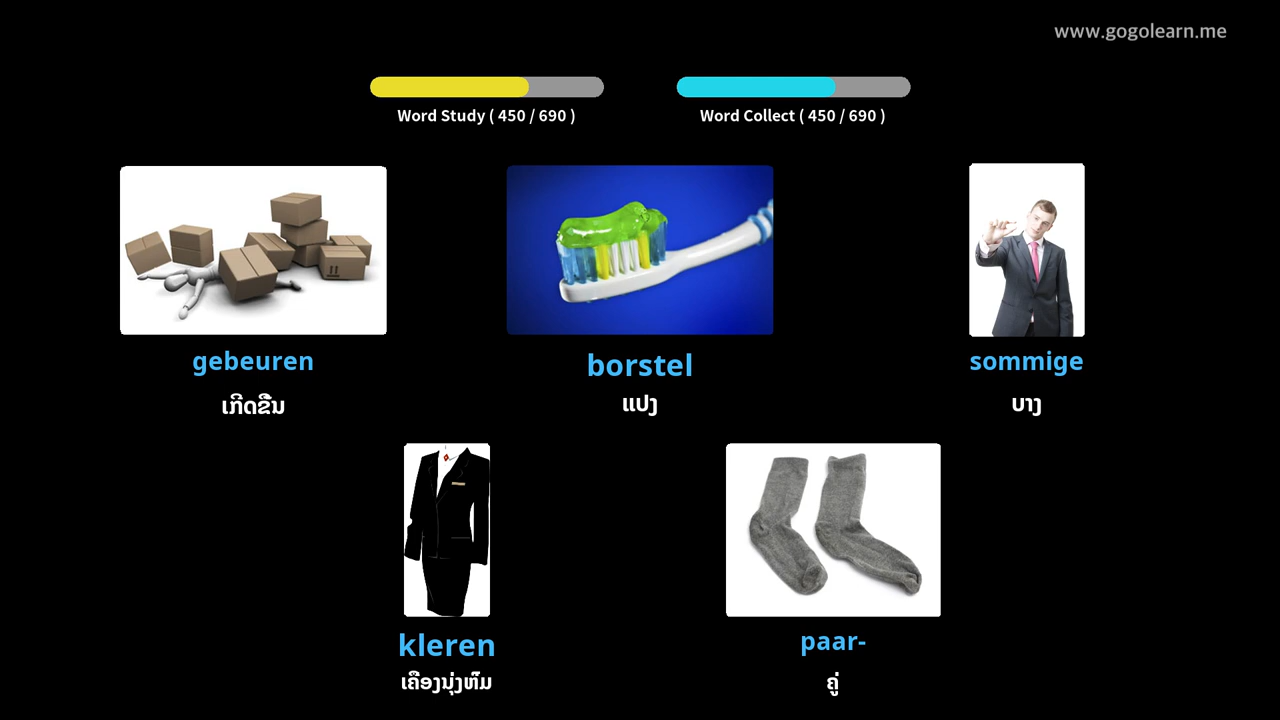 www.gogolearn.me
Word Study ( 450 / 690 )
Word Collect ( 450 / 690 )
gebeuren
borstel
sommige
ເກີດຂຶ້ນ
ແປງ
ບາງ
kleren
paar-
ເຄື່ອງນຸ່ງຫົ່ມ
ຄູ່